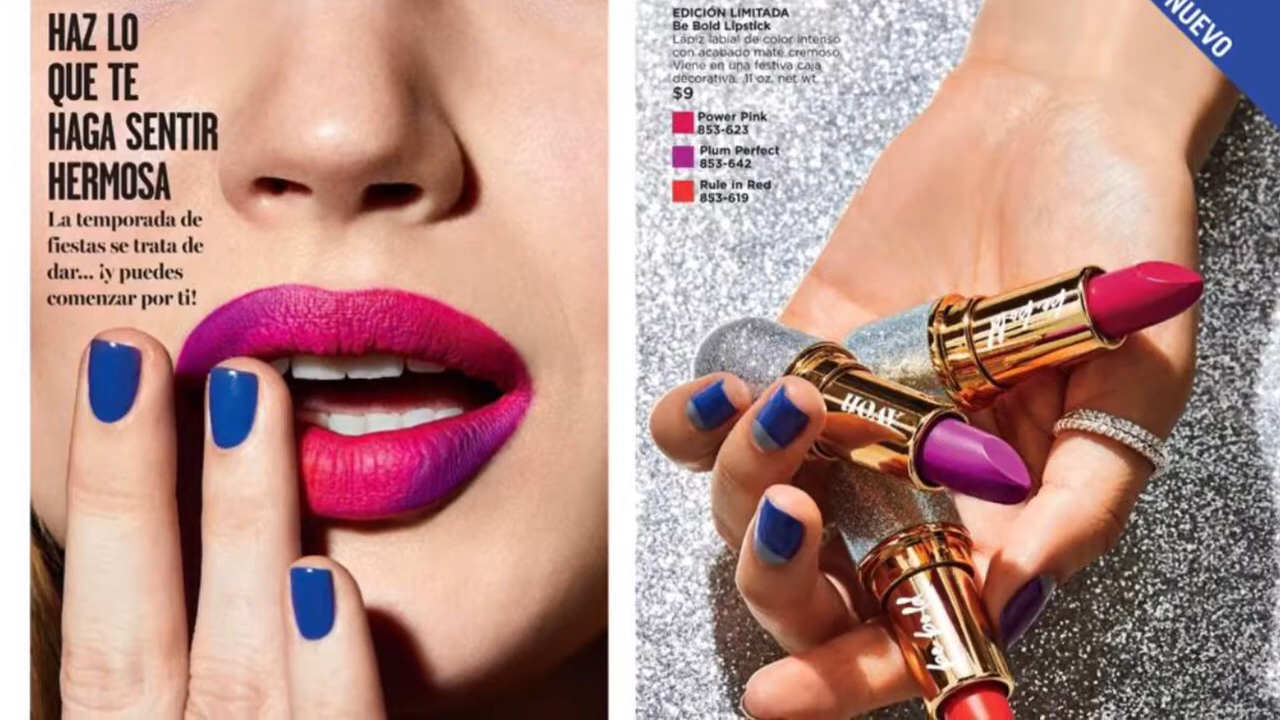 HAZ LO
QUE TE
HAGA SENTIR
HERMOSA
La temporada de
fiestas se trata de
dar... ¡y puedes
comenzar por ti!
EDICIÓN LIMITADA
Be Bold Lipstick
Lápiz labial de color intenso
con acabado mate cremoso.
Viene en una festiva caja
decorativa. .11 oz. net wt.
$9
Power Pink
853-623
Plum Perfect
853-642
Rule in Red
853-619
NUEVO
be bold
AVON
be bold